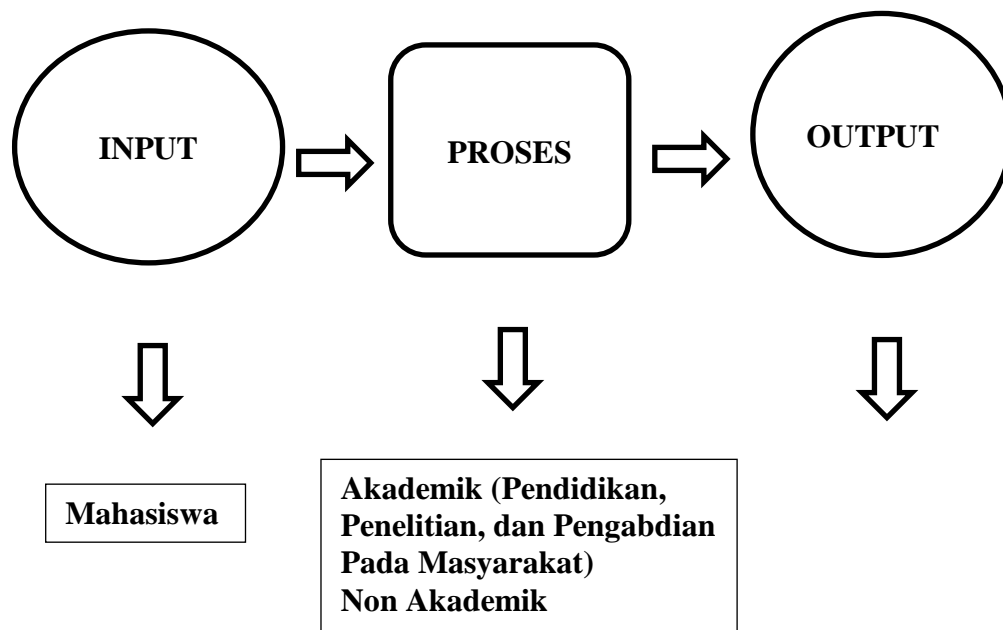 INPUT
PROSES
OUTPUT
Mahasiswa
Akademik (Pendidikan,
Penelitian, dan Pengabdian
Pada Masyarakat)
Non Akademik